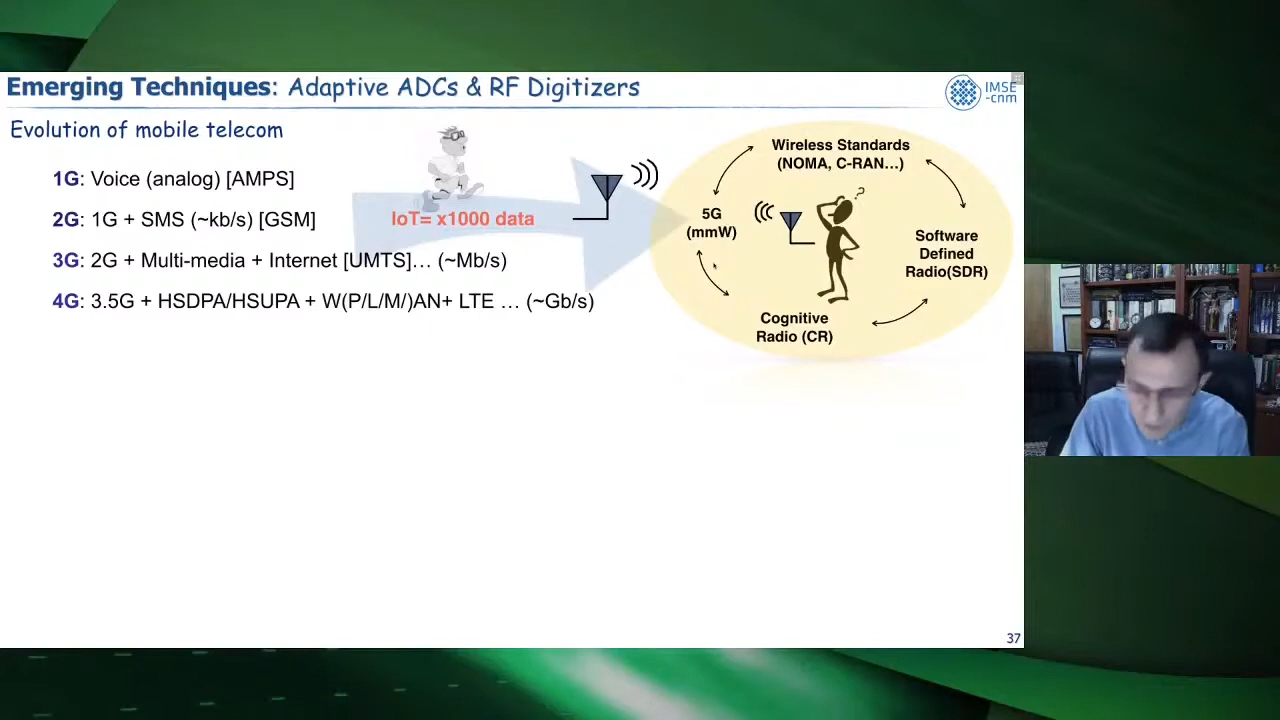 Emerging Techniques: Adaptive ADCs & RF Digitizers
IMSE
-cnm
Evolution of mobile telecom
1G: Voice (analog) [AMPS]
2G: 1G + SMS (~kb/s) [GSM]
3G: 2G + Multi-media + Internet [UMTS]… (~Mb/s)
4G: 3.5G + HSDPA/HSUPA + W(P/L/M/)AN+ LTE … (~Gb/s)
IoT= x1000 data
Wireless Standards
(NOMA, C-RAN…)
5G
(mmW)
?
Software
Defined
Radio(SDR)
Cognitive
Radio (CR)
37